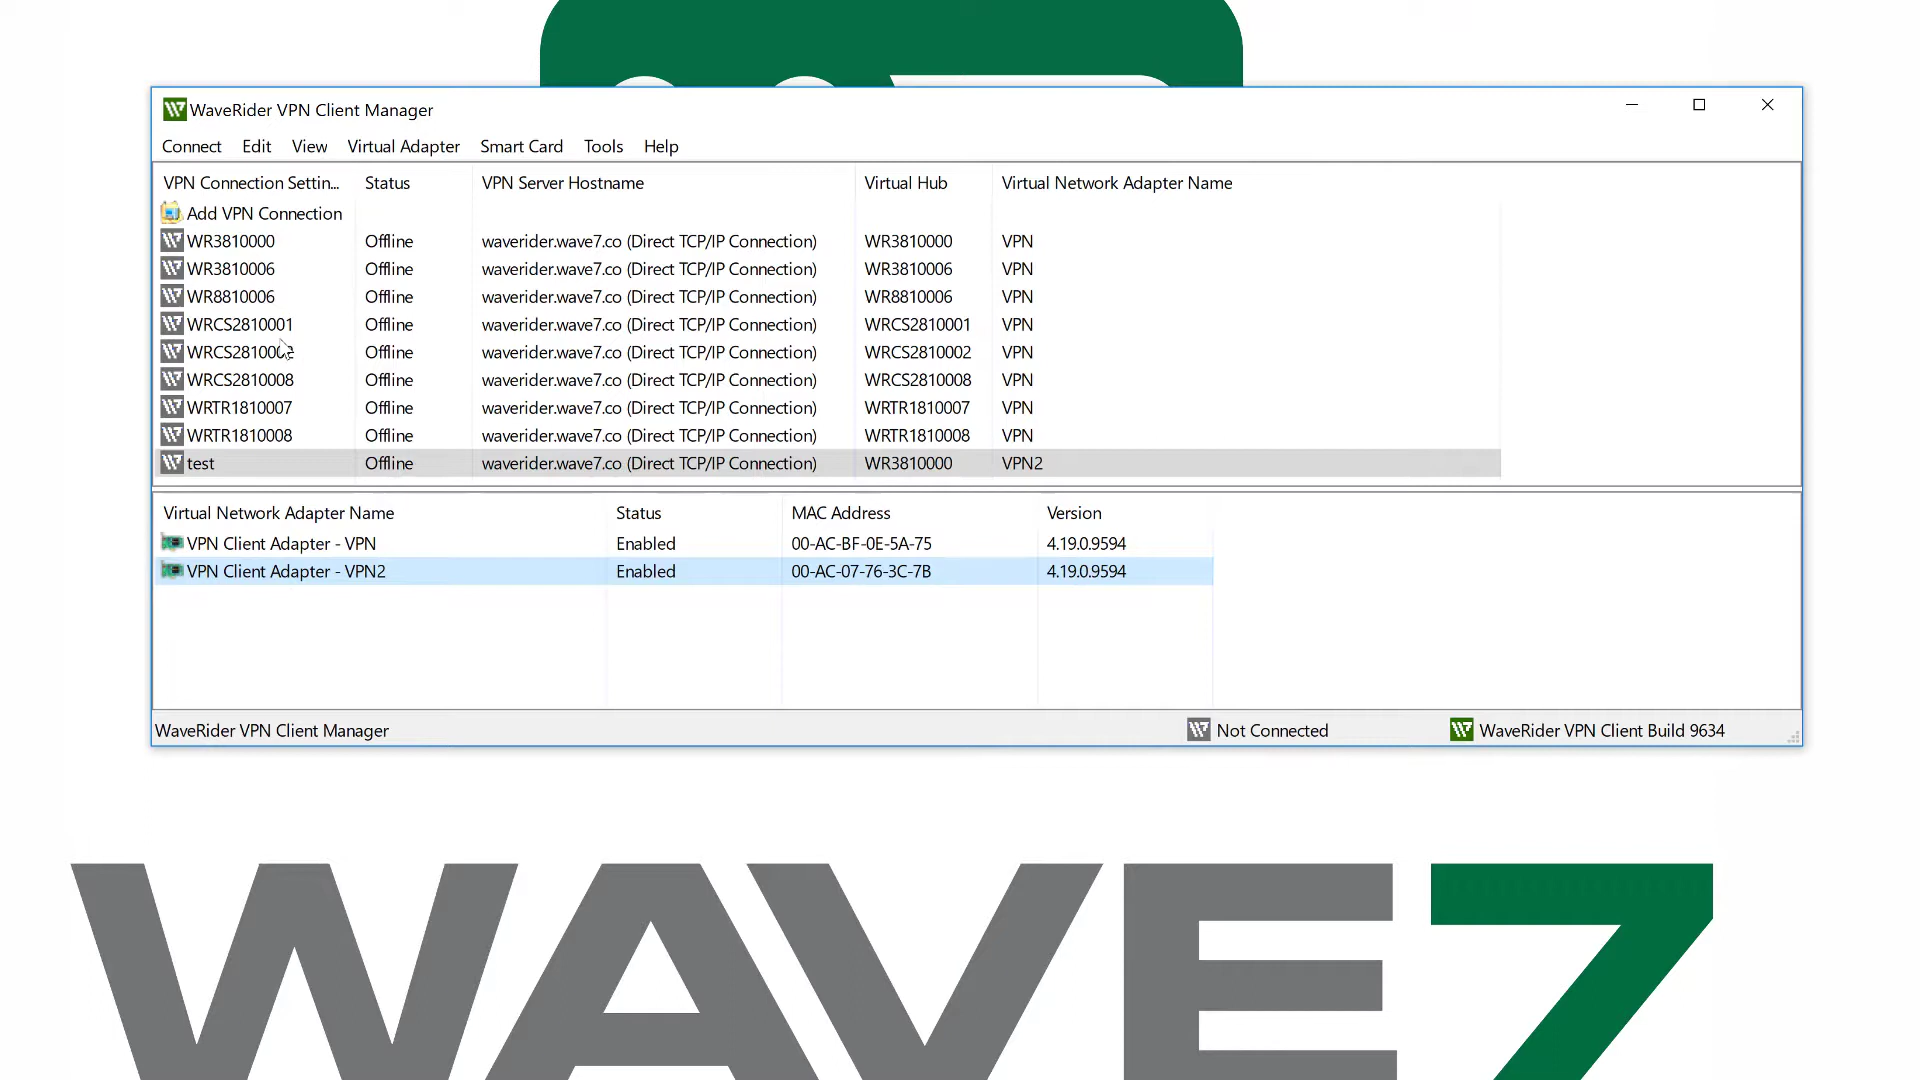 WaveRider VPN Client Manager
Connect Edit View Virtual Adapter Smart Card Tools Help
VPN Connection Settin... Status VPN Server Hostname Virtual Hub Virtual Network Adapter Name
Add VPN Connection
WR3810000 Offline waverider.wave7.co (Direct TCP/IP Connection) WR3810000 VPN
WR3810006 Offline waverider.wave7.co (Direct TCP/IP Connection) WR3810006 VPN
WR8810006 Offline waverider.wave7.co (Direct TCP/IP Connection) WR8810006 VPN
WRCS2810001 Offline waverider.wave7.co (Direct TCP/IP Connection) WRCS2810001 VPN
WRCS2810002 Offline waverider.wave7.co (Direct TCP/IP Connection) WRCS2810002 VPN
WRCS2810008 Offline waverider.wave7.co (Direct TCP/IP Connection) WRCS2810008 VPN
WRTR1810007 Offline waverider.wave7.co (Direct TCP/IP Connection) WRTR1810007 VPN
WRTR1810008 Offline waverider.wave7.co (Direct TCP/IP Connection) WRTR1810008 VPN
test Offline waverider.wave7.co (Direct TCP/IP Connection) WR3810000 VPN2
Virtual Network Adapter Name Status MAC Address Version
VPN Client Adapter - VPN Enabled 00-AC-BF-0E-5A-75 4.19.0.9594
VPN Client Adapter - VPN2 Enabled 00-AC-07-76-3C-7B 4.19.0.9594
WaveRider VPN Client Manager Not Connected WaveRider VPN Client Build 9634
WAVE7